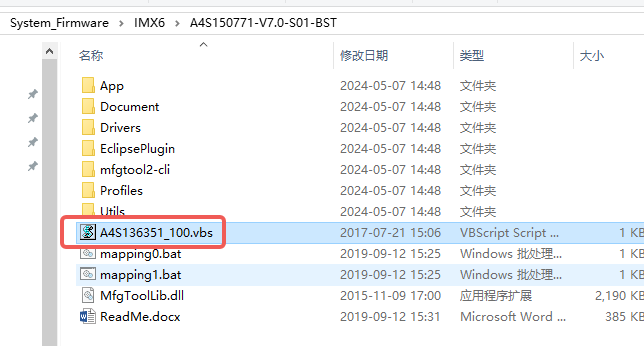 System_Firmware > IMX6 > A4S150771-V7.0-S01-BST
名称 修改日期 类型 大小
App 2024-05-07 14:48 文件夹
Document 2024-05-07 14:48 文件夹
Drivers 2024-05-07 14:48 文件夹
EclipsePlugin 2024-05-07 14:48 文件夹
mfgtool2-cli 2024-05-07 14:48 文件夹
Profiles 2024-05-07 14:48 文件夹
Utils 2024-05-07 14:48 文件夹
A4S136351_100.vbs 2017-07-21 15:06 VBScript Script ... 1 KB
mapping0.bat 2019-09-12 15:25 Windows 批处理... 1 KB
mapping1.bat 2019-09-12 15:25 Windows 批处理... 1 KB
MfgToolLib.dll 2015-11-09 17:00 应用程序扩展 2,190 KB
ReadMe.docx 2019-09-12 15:31 Microsoft Word ... 385 KB